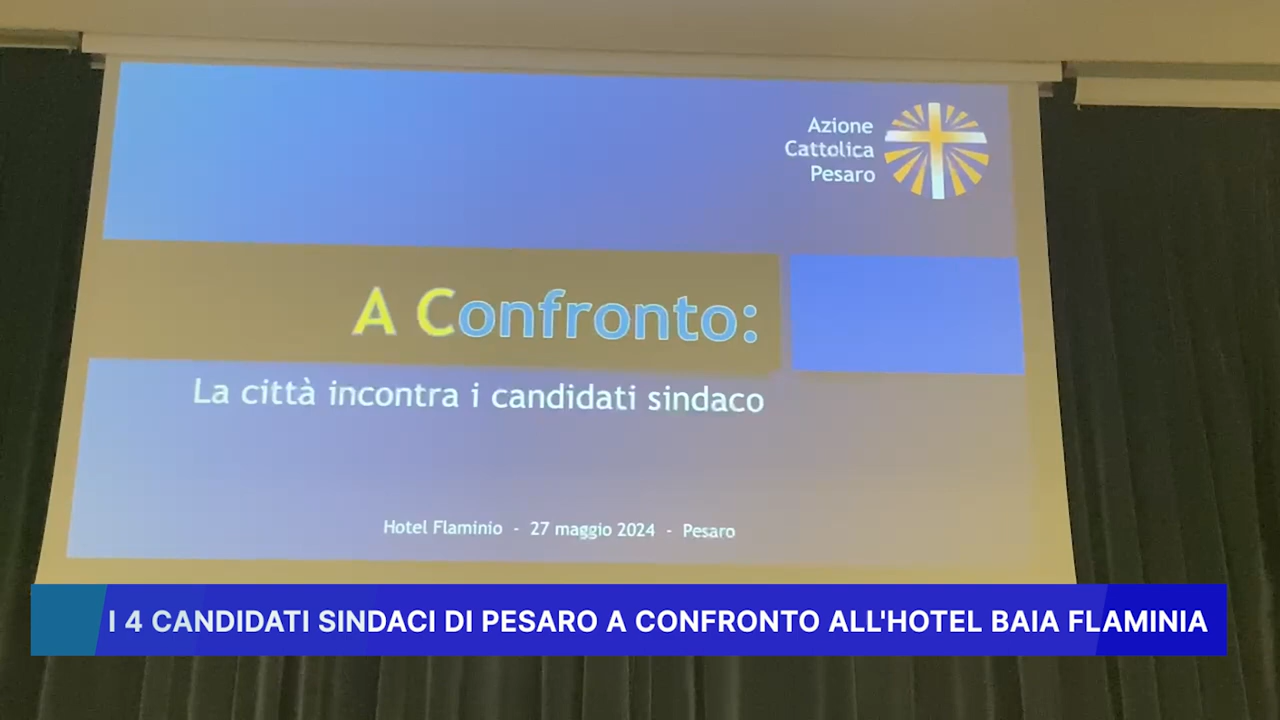 Azione
Cattolica
Pesaro
A Confronto:
La città incontra i candidati sindaco
Hotel Flaminio - 27 maggio 2024 - Pesaro
I 4 CANDIDATI SINDACI DI PESARO A CONFRONTO ALL'HOTEL BAIA FLAMINIA